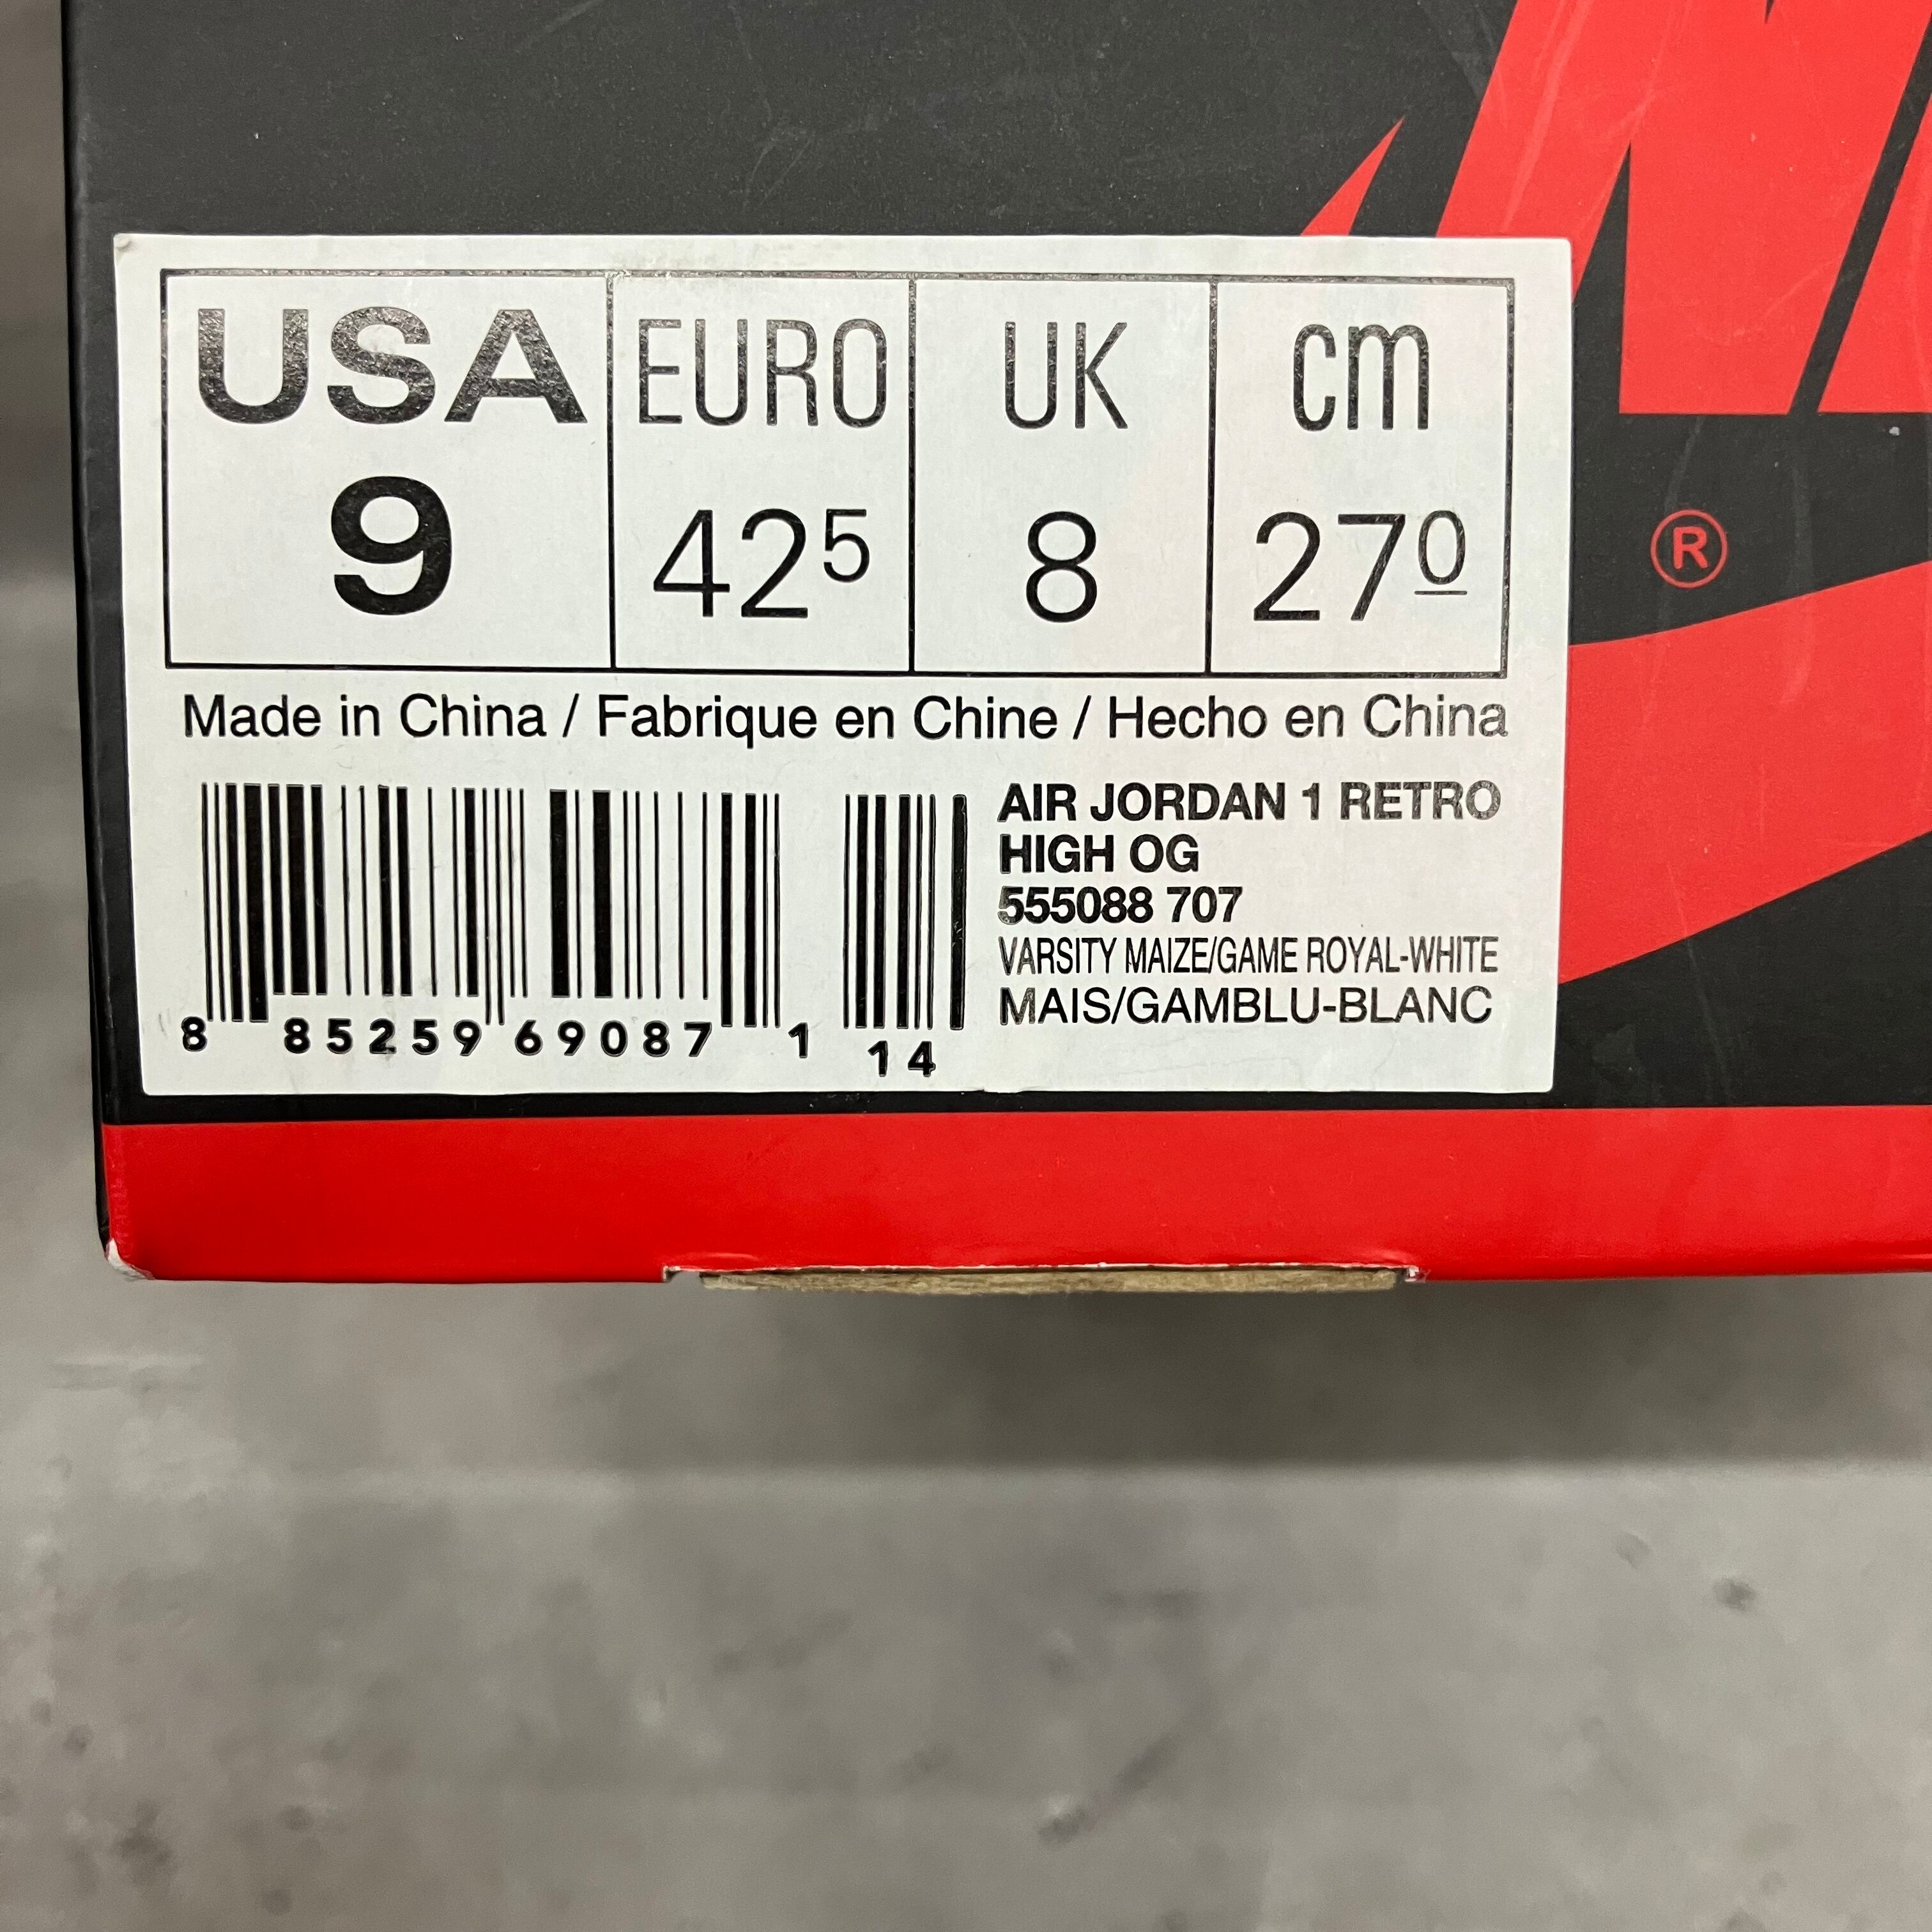 USA EURO UK cm
9 42⁵ 8 27⁰
Made in China / Fabrique en Chine / Hecho en China
AIR JORDAN 1 RETRO
HIGH OG
555088 707
VARSITY MAIZE/GAME ROYAL-WHITE
MAIS/GAMBLU-BLANC
8 85259 69087 1 14
®